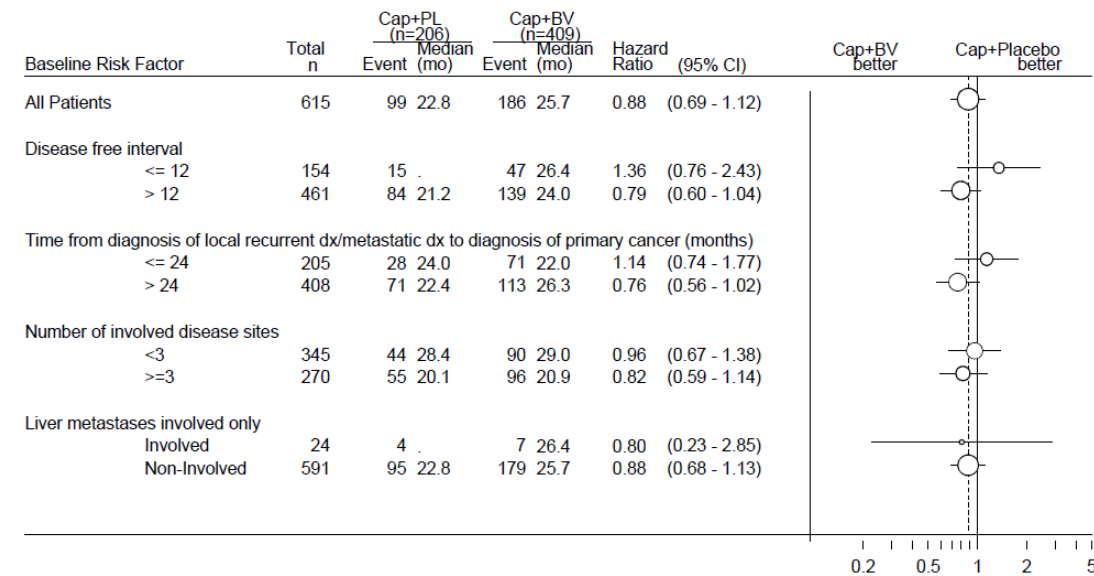 Cap+PL Cap+BV
(n=206) (n=409)
Total Median Median Hazard Cap+BV Cap+Placebo
Baseline Risk Factor n Event (mo) Event (mo) Ratio (95% CI) better better
All Patients 615 99 22.8 186 25.7 0.88 (0.69 - 1.12)
Disease free interval
<= 12 154 15 . 47 26.4 1.36 (0.76 - 2.43)
> 12 461 84 21.2 139 24.0 0.79 (0.60 - 1.04)
Time from diagnosis of local recurrent dx/metastatic dx to diagnosis of primary cancer (months)
<= 24 205 28 24.0 71 22.0 1.14 (0.74 - 1.77)
> 24 408 71 22.4 113 26.3 0.76 (0.56 - 1.02)
Number of involved disease sites
<3 345 44 28.4 90 29.0 0.96 (0.67 - 1.38)
>=3 270 55 20.1 96 20.9 0.82 (0.59 - 1.14)
Liver metastases involved only
Involved 24 4 . 7 26.4 0.80 (0.23 - 2.85)
Non-Involved 591 95 22.8 179 25.7 0.88 (0.68 - 1.13)
0.2 0.5 1 2 5